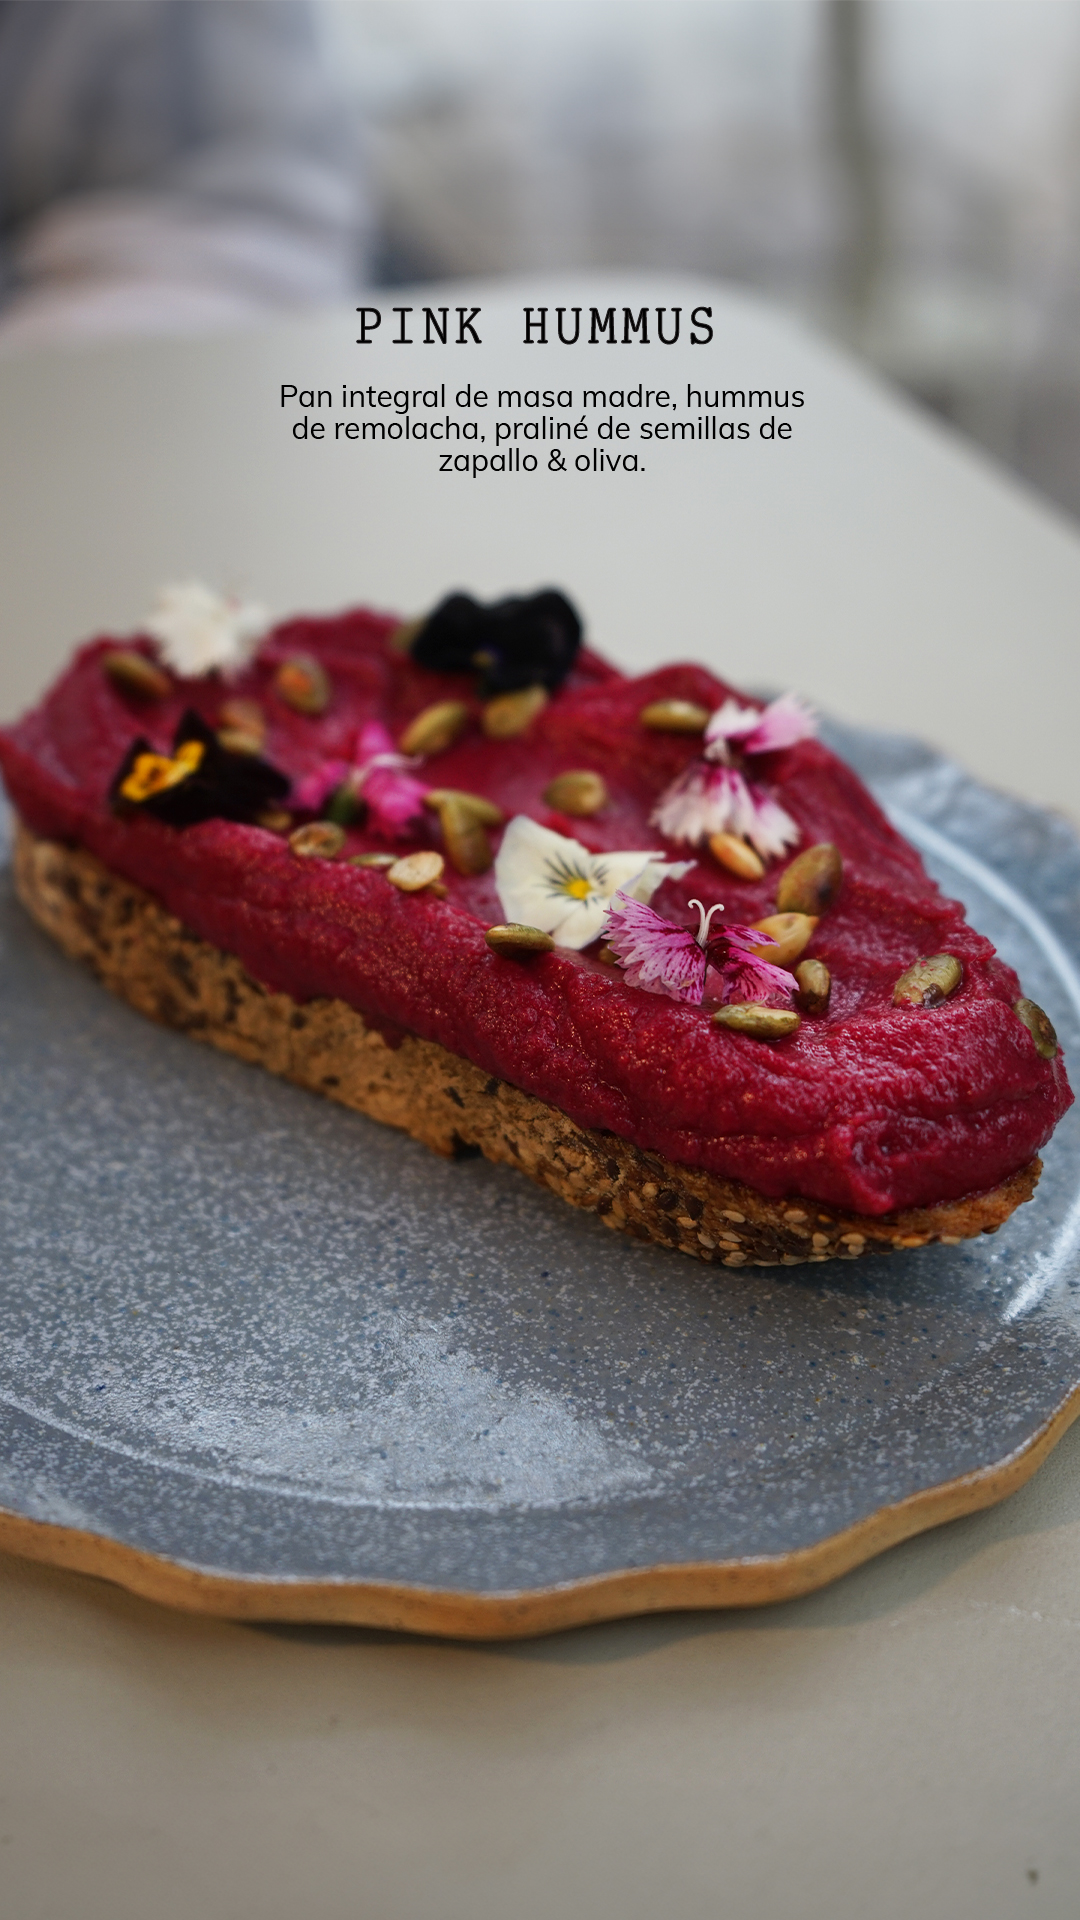 PINK HUMMUS
Pan integral de masa madre, hummus
de remolacha, praliné de semillas de
zapallo & oliva.